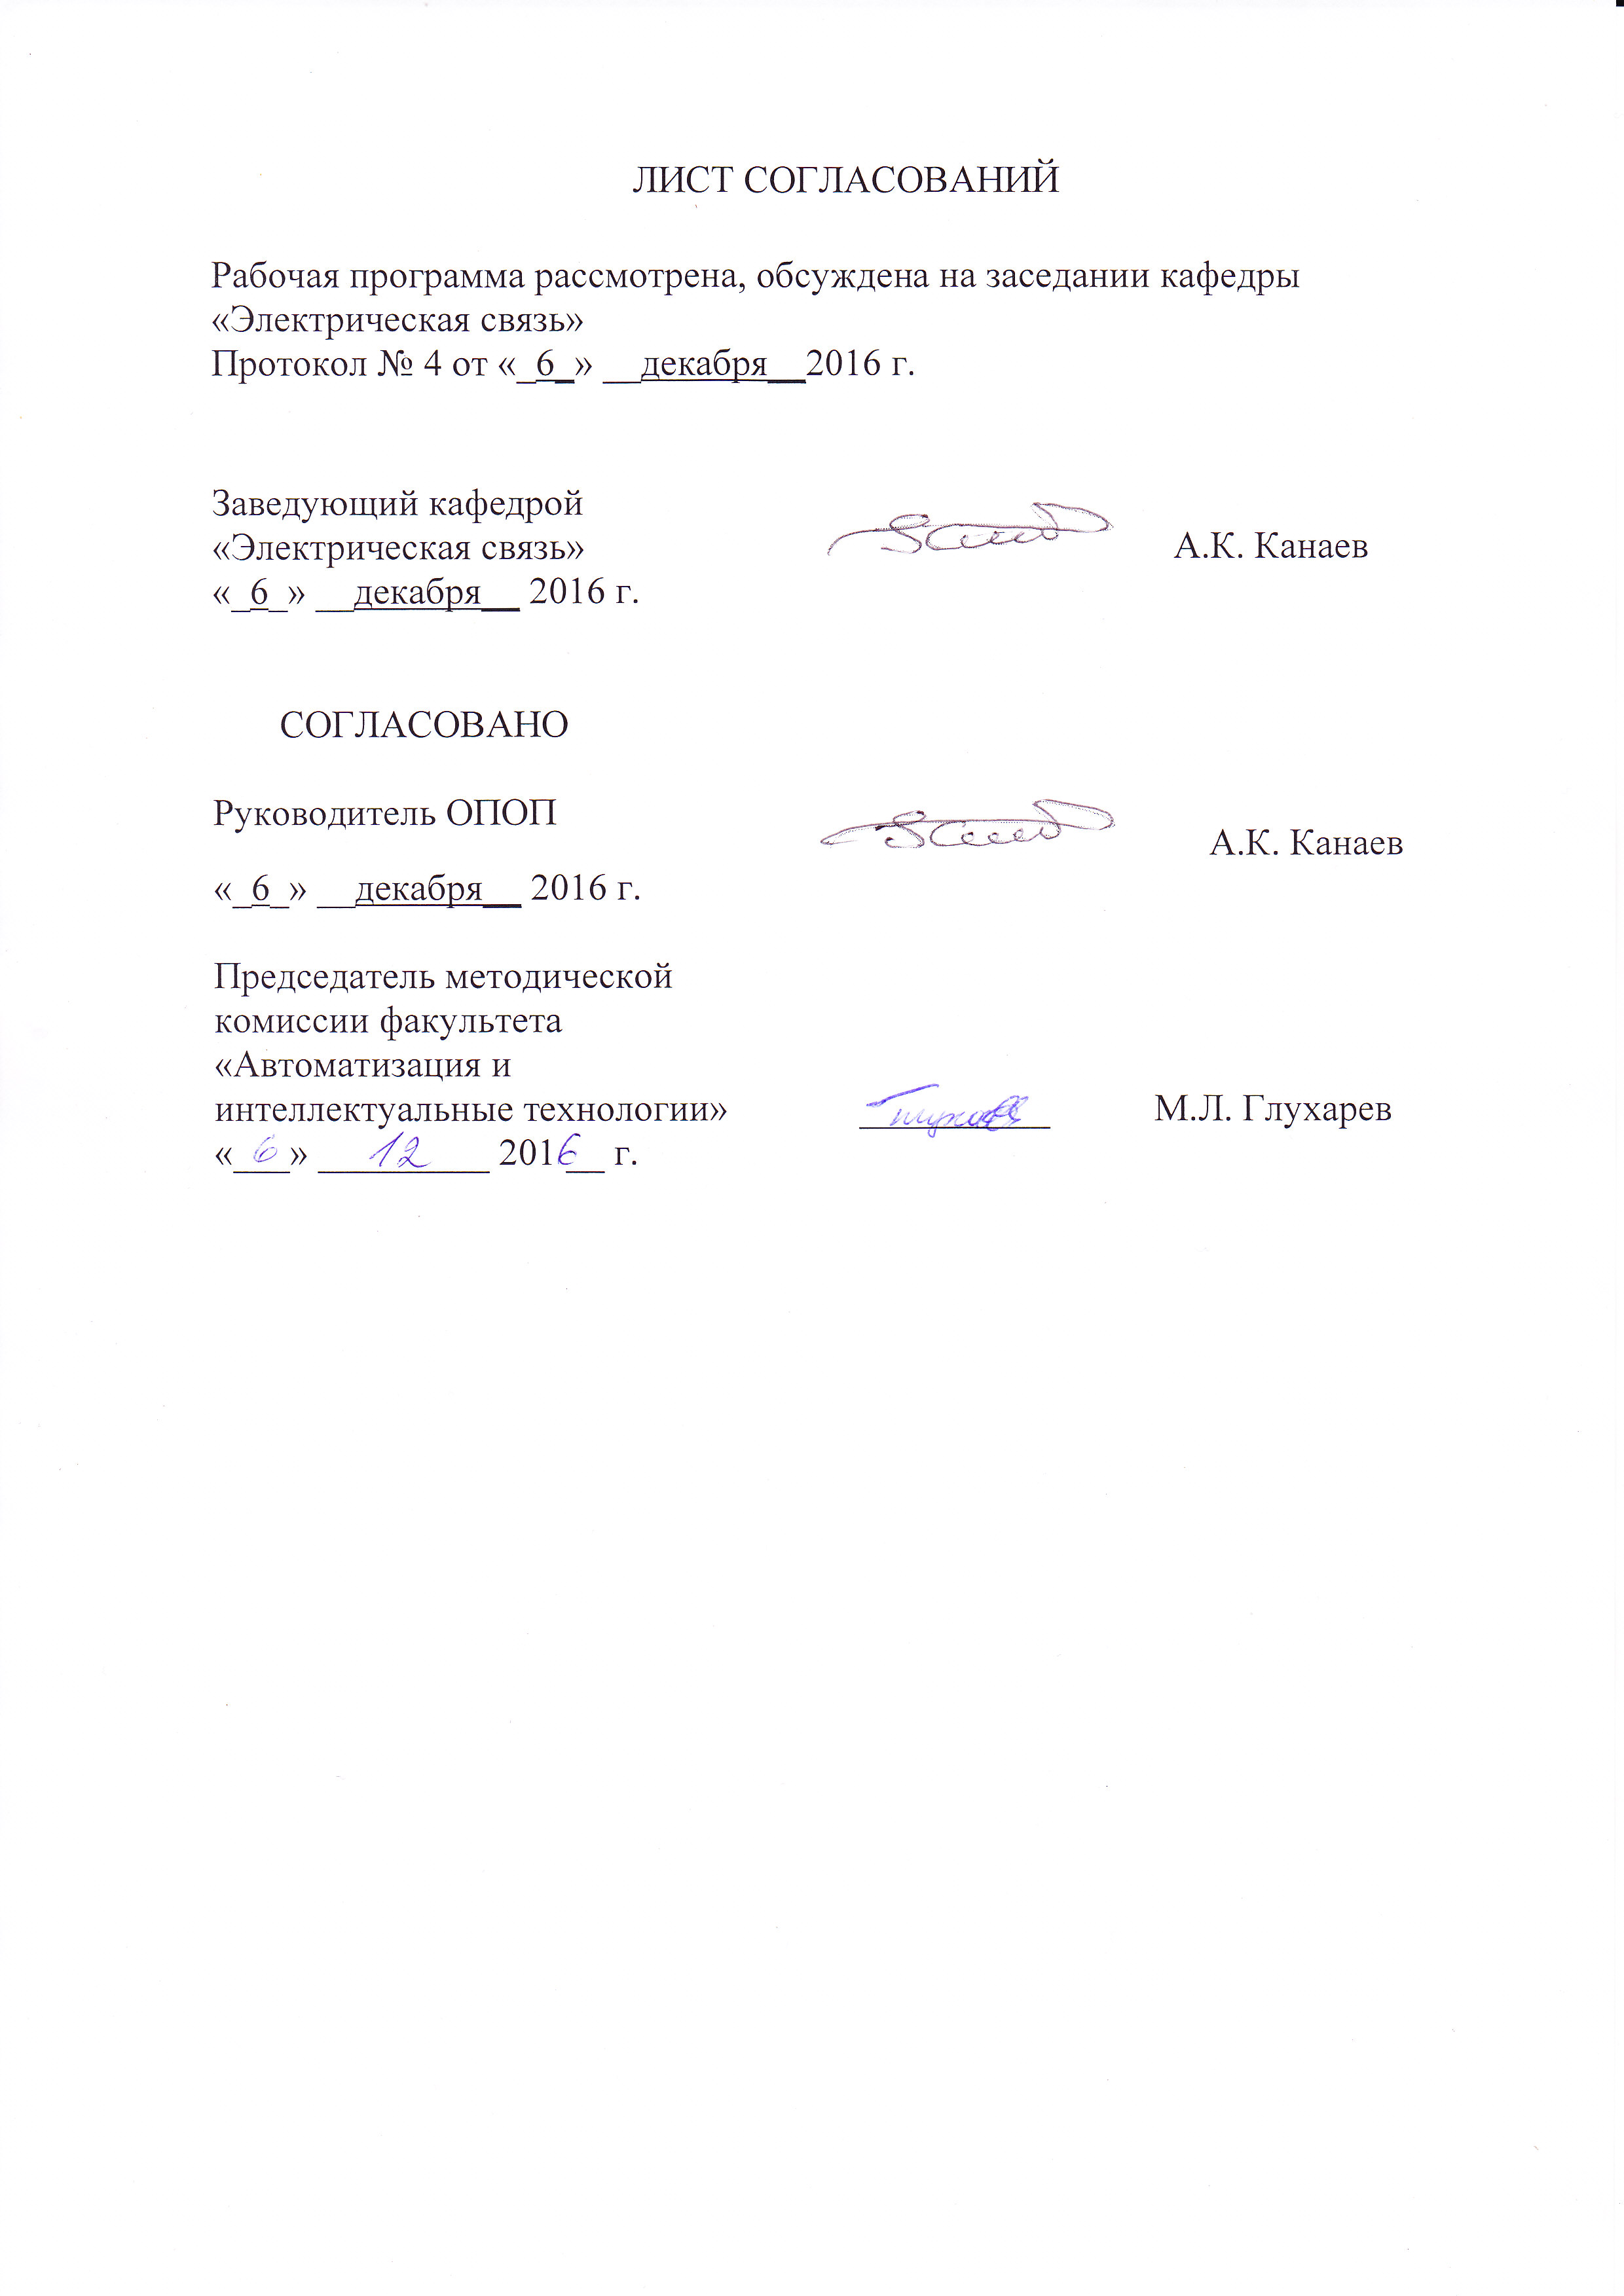 ЛИСТ СОГЛАСОВАНИЙ
Рабочая программа рассмотрена, обсуждена на заседании кафедры
«Электрическая связь»
Протокол № 4 от «_6_» __декабря__2016 г.
Заведующий кафедрой
«Электрическая связь» А.К. Канаев
«_6_» __декабря__ 2016 г.
СОГЛАСОВАНО
Руководитель ОПОП
А.К. Канаев
«_6_» __декабря__ 2016 г.
Председатель методической
комиссии факультета
«Автоматизация и
интеллектуальные технологии» М.Л. Глухарев
«6» 12 2016 г.